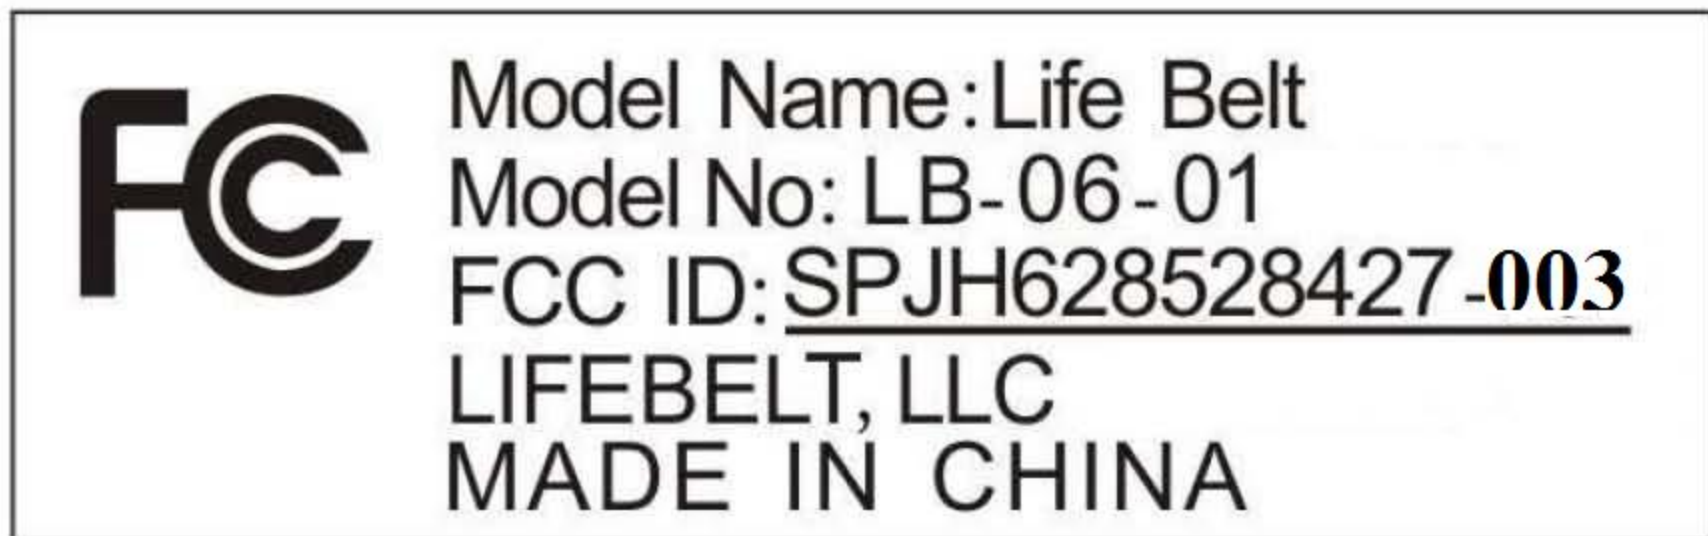 FC
Model Name:Life Belt
Model No: LB-06-01
FCC ID: SPJH628528427-003
LIFEBELT, LLC
MADE IN CHINA